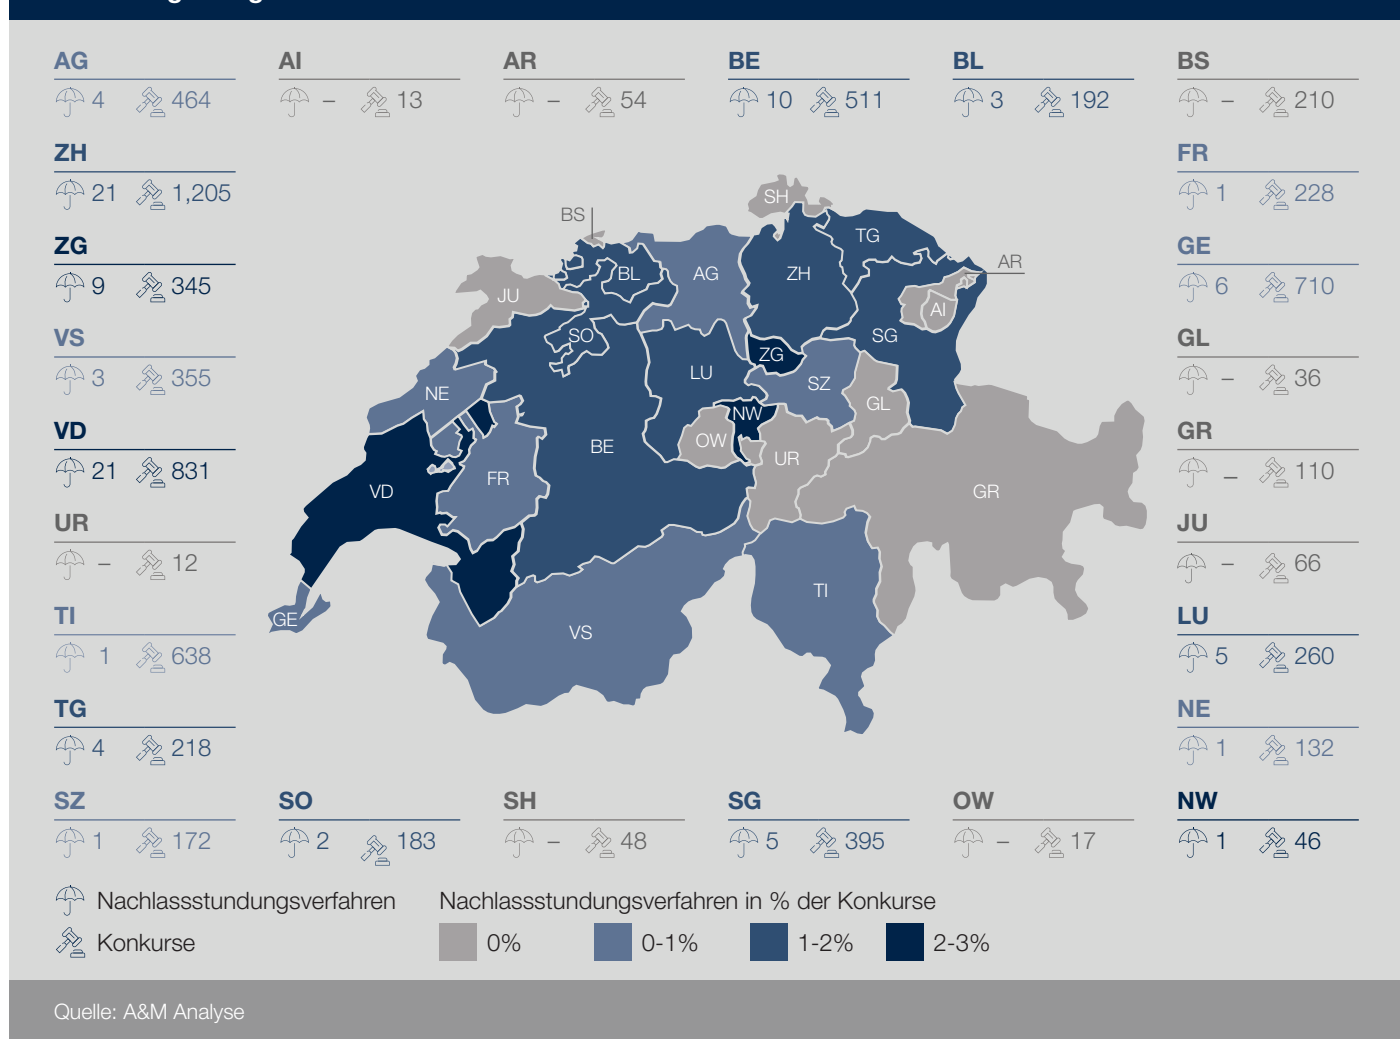 AG AI AR BE BL BS
4 464 – 13 – 54 10 511 3 192 – 210
ZH FR
21 1,205 1 228
SH
BS
TG
ZG GE
9 345 6 710
AR
BL AG ZH
JU AI
VS GL
3 355 – 36
SO SG
ZG
LU SZ
NE GL
NW
VD GR
21 831 – 110
OW
BE UR
FR
VD GR
UR JU
– 12 – 66
TI
TI LU
1 638 5 260
GE
VS
TG NE
4 218 1 132
SZ SO SH SG OW NW
1 172 2 183 – 48 5 395 – 17 1 46
Nachlassstundungsverfahren Nachlassstundungsverfahren in % der Konkurse
Konkurse 0% 0-1% 1-2% 2-3%
Quelle: A&M Analyse